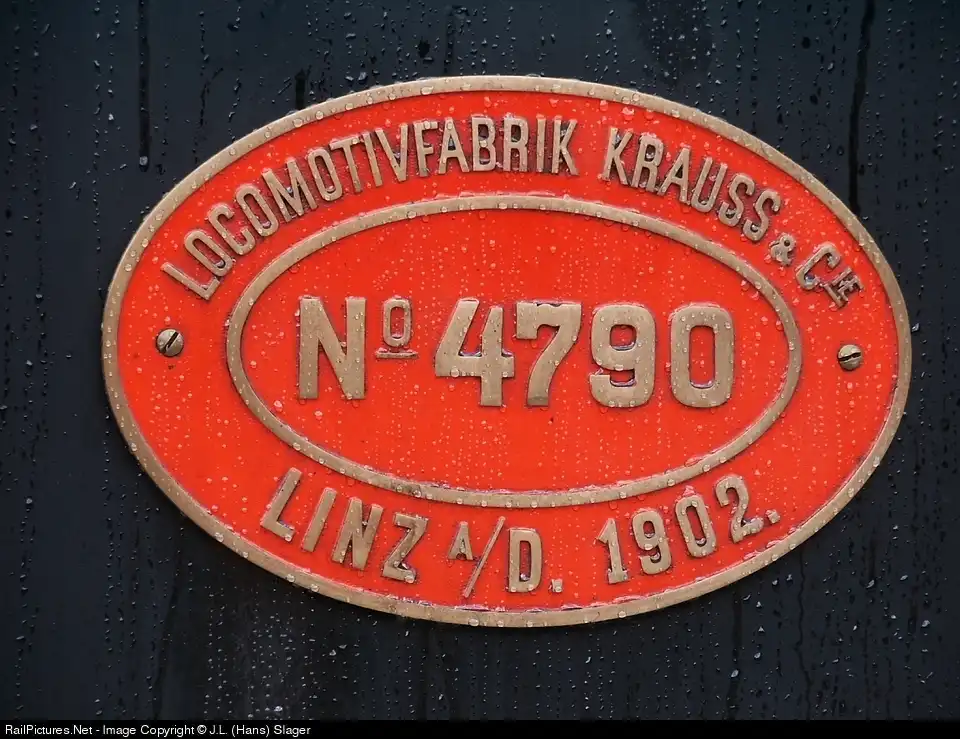 LOCOMOTIVFABRIK KRAUSS & CIE
Nº 4790
LINZ A/D. 1902.
RailPictures.Net - Image Copyright © J.L. (Hans) Slager